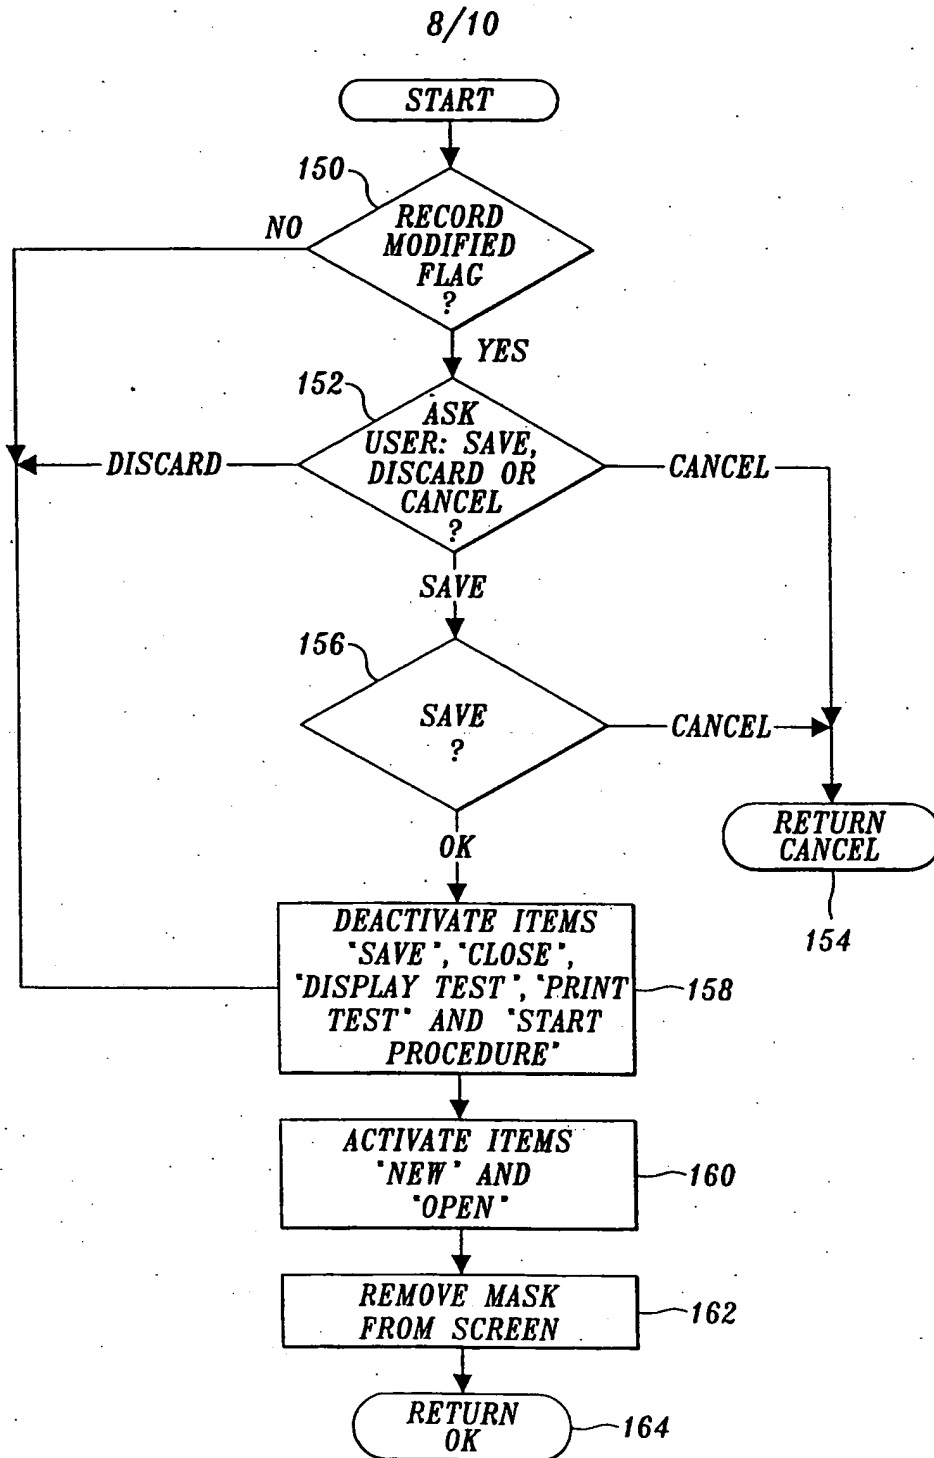 8/10
START
150
NO
RECORD
MODIFIED
FLAG
?
YES
152
ASK
USER: SAVE,
DISCARD OR
CANCEL
?
DISCARD
CANCEL
SAVE
156
SAVE
?
CANCEL
OK
RETURN
CANCEL
154
DEACTIVATE ITEMS
"SAVE", "CLOSE",
"DISPLAY TEST", "PRINT
TEST" AND "START
PROCEDURE"
158
ACTIVATE ITEMS
"NEW" AND
"OPEN"
160
REMOVE MASK
FROM SCREEN
162
RETURN
OK
164